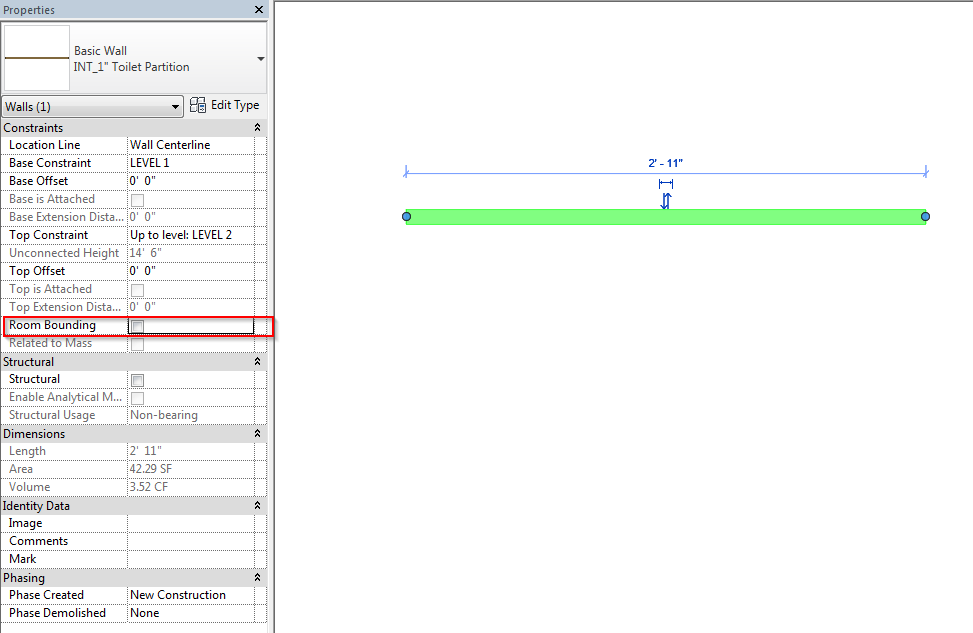 Properties
Basic Wall
INT_1" Toilet Partition
Walls (1)
Edit Type
Constraints
Location Line Wall Centerline
Base Constraint LEVEL 1
Base Offset 0' 0"
Base is Attached
Base Extension Dista... 0' 0"
Top Constraint Up to level: LEVEL 2
Unconnected Height 14' 6"
Top Offset 0' 0"
Top is Attached
Top Extension Dista... 0' 0"
Room Bounding
Related to Mass
Structural
Structural
Enable Analytical M...
Structural Usage Non-bearing
Dimensions
Length 2' 11"
Area 42.29 SF
Volume 3.52 CF
Identity Data
Image
Comments
Mark
Phasing
Phase Created New Construction
Phase Demolished None
2' - 11"